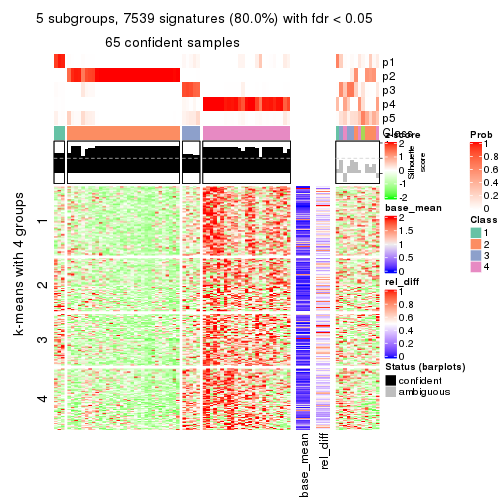 5 subgroups, 7539 signatures (80.0%) with fdr < 0.05
65 confident samples
p1
p2
p3
p4
p5
Class
Silhouette
score
k-means with 4 groups
1
2
3
4
base_mean
rel_diff
z-score
2
1
0
-1
-2
base_mean
2
1.5
1
0.5
0
rel_diff
1
0.8
0.6
0.4
0.2
0
Status (barplots)
confident
ambiguous
Prob
1
0.8
0.6
0.4
0.2
0
Class
1
2
3
4